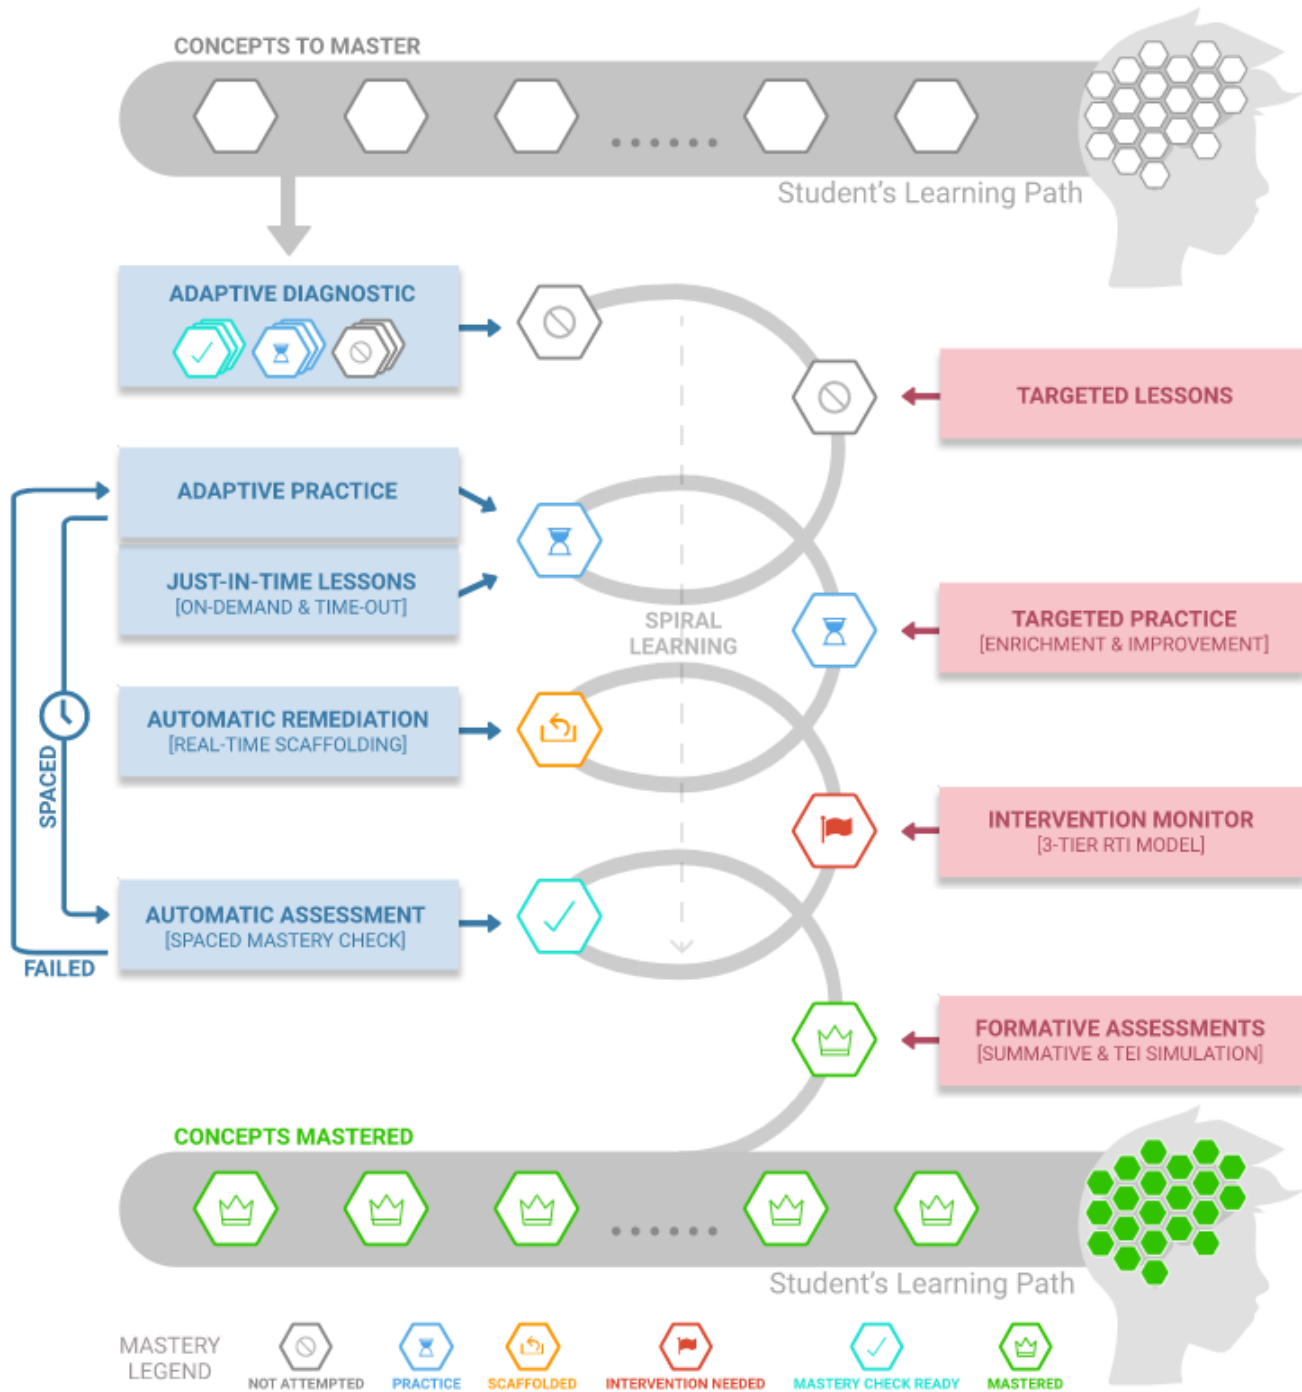 CONCEPTS TO MASTER
Student's Learning Path
ADAPTIVE DIAGNOSTIC
TARGETED LESSONS
ADAPTIVE PRACTICE
JUST-IN-TIME LESSONS
[ON-DEMAND & TIME-OUT]
SPIRAL
LEARNING
TARGETED PRACTICE
[ENRICHMENT & IMPROVEMENT]
AUTOMATIC REMEDIATION
[REAL-TIME SCAFFOLDING]
SPACED
INTERVENTION MONITOR
[3-TIER RTI MODEL]
AUTOMATIC ASSESSMENT
[SPACED MASTERY CHECK]
FAILED
FORMATIVE ASSESSMENTS
[SUMMATIVE & TEI SIMULATION]
CONCEPTS MASTERED
Student's Learning Path
MASTERY
LEGEND
NOT ATTEMPTED
PRACTICE
SCAFFOLDED
INTERVENTION NEEDED
MASTERY CHECK READY
MASTERED